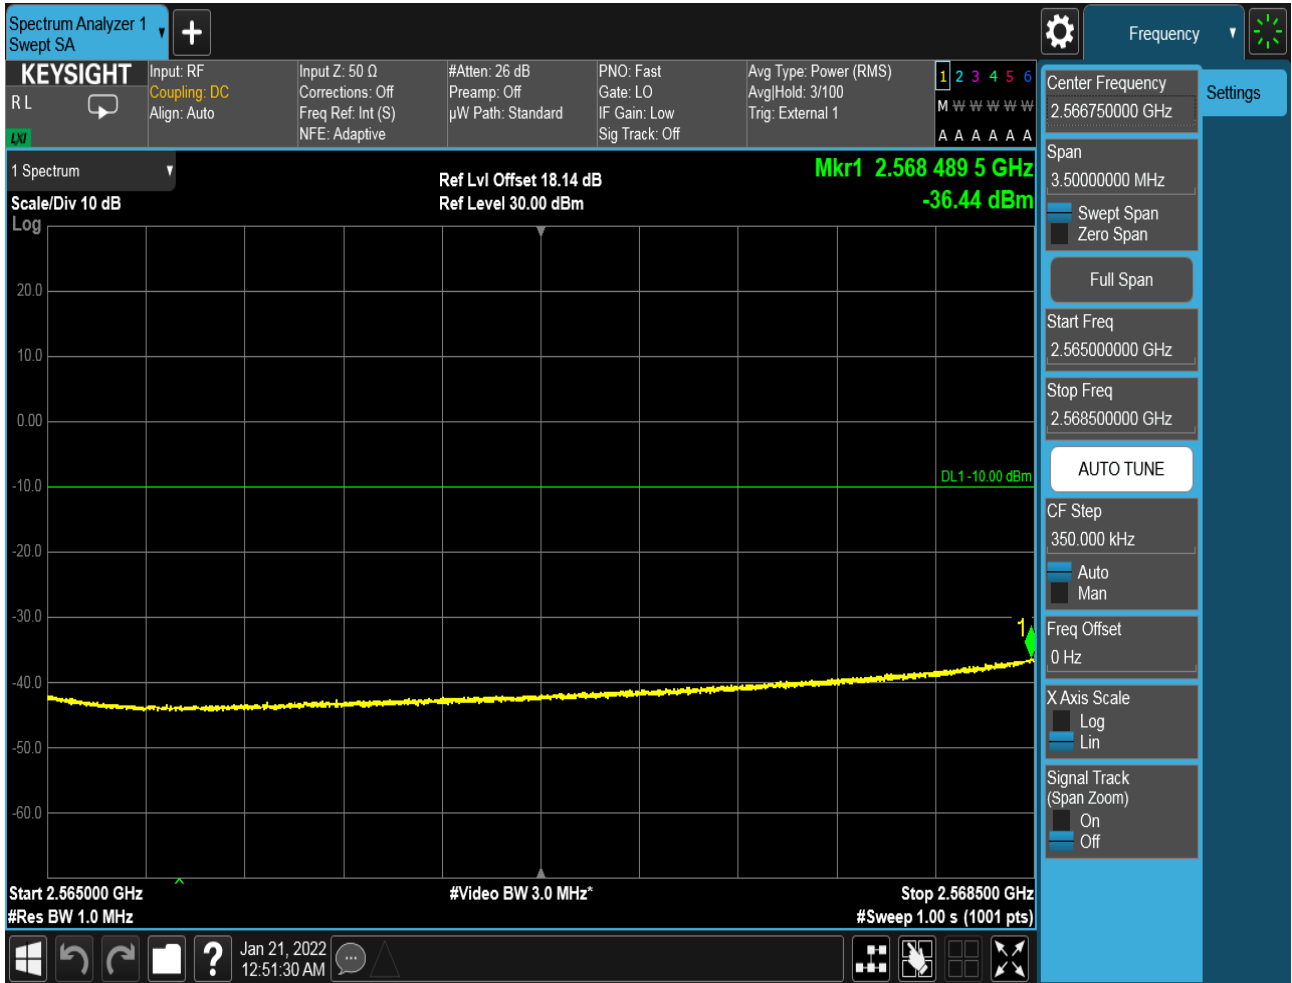 Spectrum Analyzer 1
Swept SA
Frequency
KEYSIGHT
R L
LXI
Input: RF
Coupling: DC
Align: Auto
Input Z: 50 Ω
Corrections: Off
Freq Ref: Int (S)
NFE: Adaptive
#Atten: 26 dB
Preamp: Off
µW Path: Standard
PNO: Fast
Gate: LO
IF Gain: Low
Sig Track: Off
Avg Type: Power (RMS)
Avg|Hold: 3/100
Trig: External 1
1 2 3 4 5 6
M W W W W W
A A A A A A
1 Spectrum
Scale/Div 10 dB
Log
Ref Lvl Offset 18.14 dB
Ref Level 30.00 dBm
Mkr1 2.568 489 5 GHz
-36.44 dBm
20.0
10.0
0.00
-10.0
-20.0
-30.0
-40.0
-50.0
-60.0
DL1 -10.00 dBm
1
Start 2.565000 GHz
#Res BW 1.0 MHz
#Video BW 3.0 MHz*
Stop 2.568500 GHz
#Sweep 1.00 s (1001 pts)
Jan 21, 2022
12:51:30 AM
Center Frequency
2.566750000 GHz
Settings
Span
3.50000000 MHz
Swept Span
Zero Span
Full Span
Start Freq
2.565000000 GHz
Stop Freq
2.568500000 GHz
AUTO TUNE
CF Step
350.000 kHz
Auto
Man
Freq Offset
0 Hz
X Axis Scale
Log
Lin
Signal Track
(Span Zoom)
On
Off